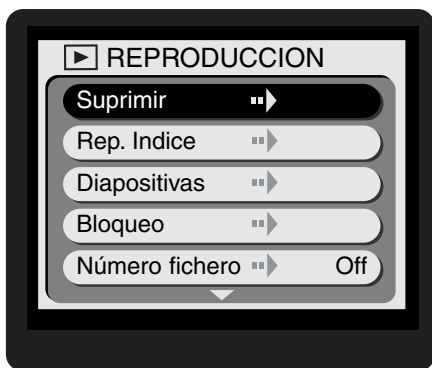 REPRODUCCION
Suprimir
Rep. Indice
Diapositivas
Bloqueo
Número fichero Off